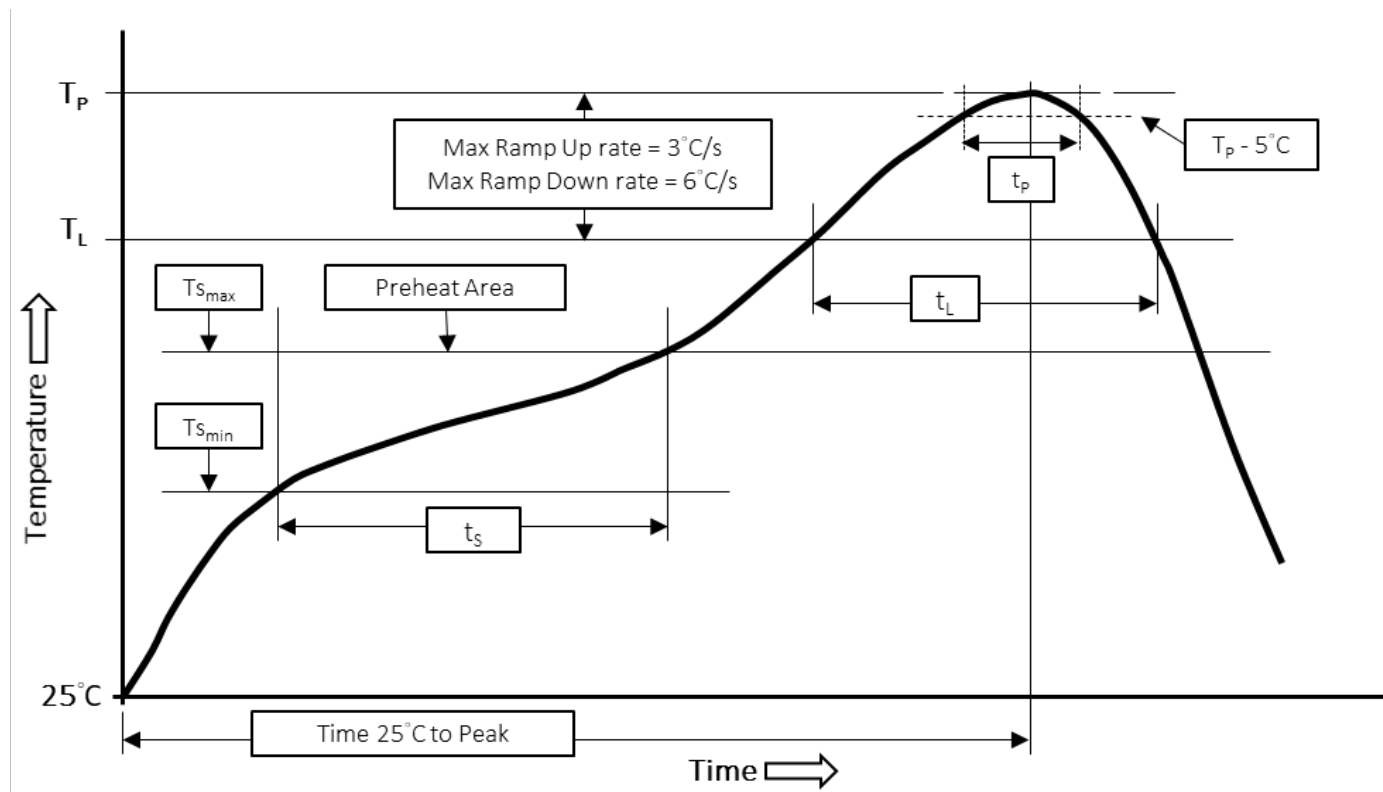 T_P
Max Ramp Up rate = 3°C/s
Max Ramp Down rate = 6°C/s
T_P - 5°C
t_P
T_L
Ts_max
Preheat Area
t_L
Ts_min
t_S
Temperature
25°C
Time 25°C to Peak
Time